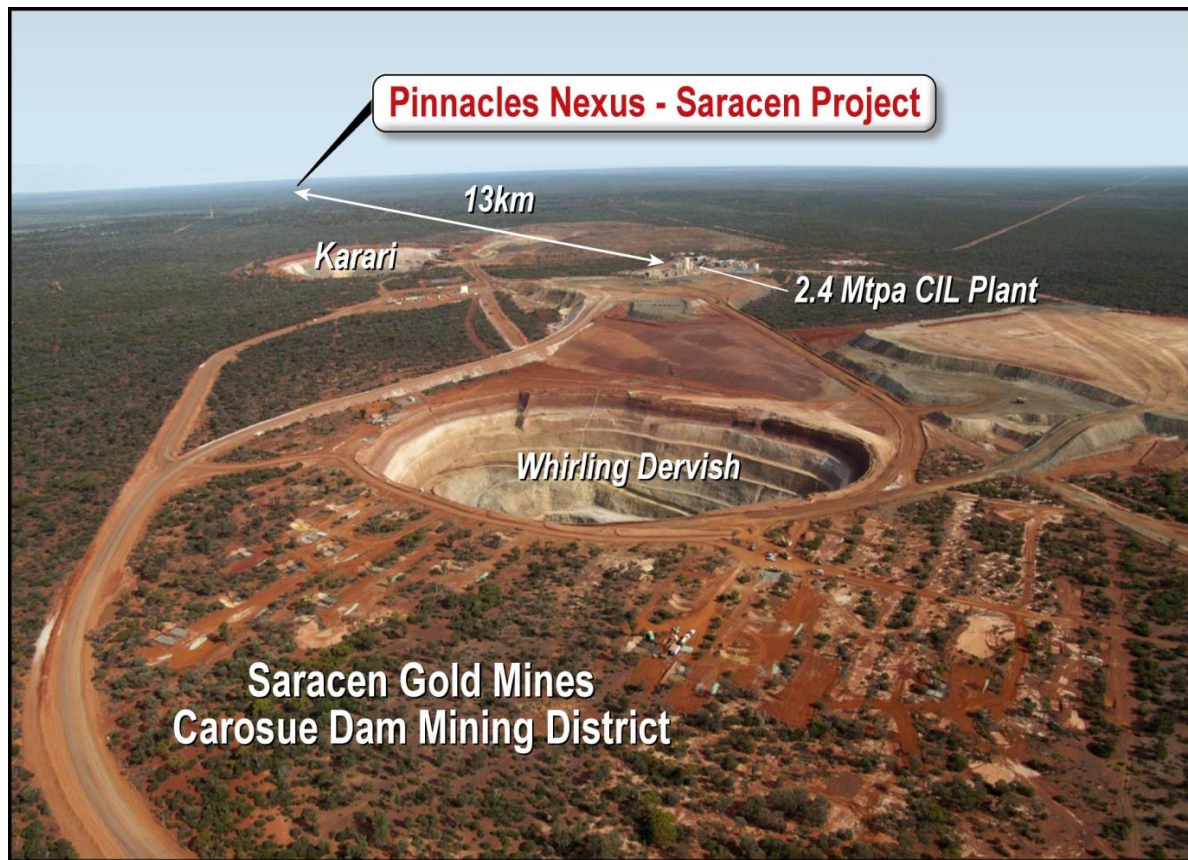 Pinnacles Nexus - Saracen Project
13km
Karari
2.4 Mtpa CIL Plant
Whirling Dervish
Saracen Gold Mines
Carosue Dam Mining District